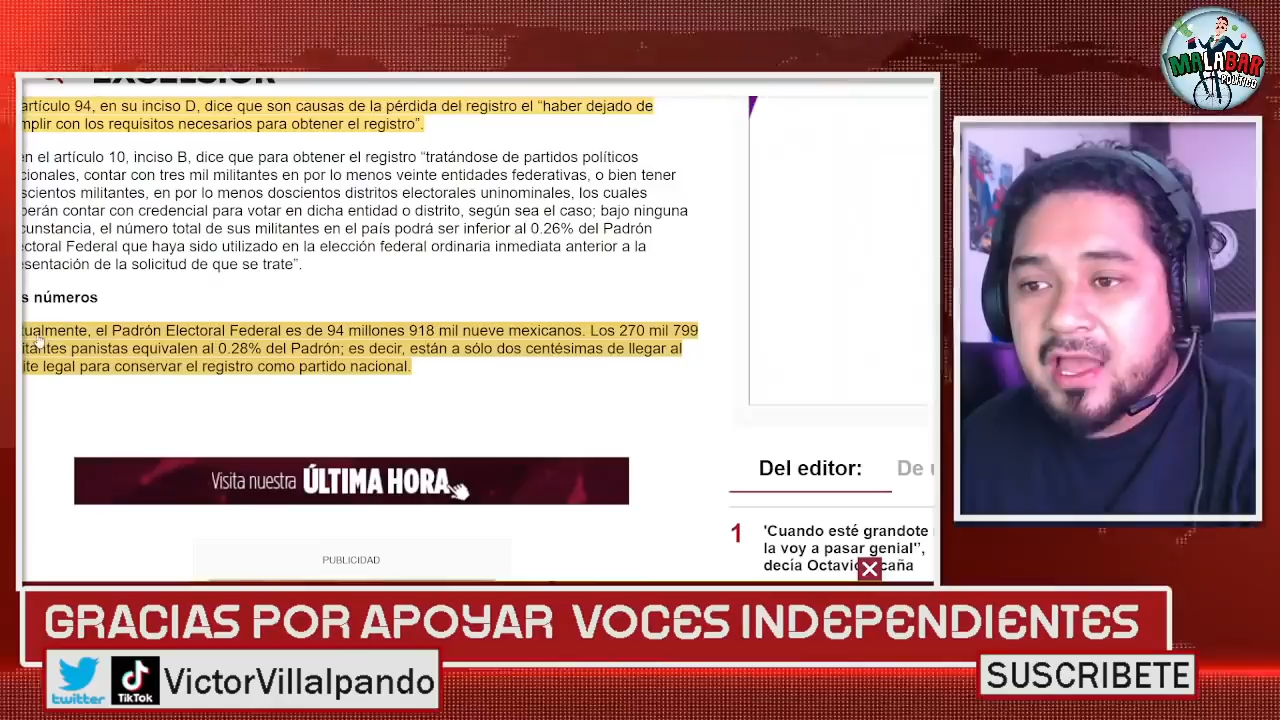 EXCELSIOR
artículo 94, en su inciso D, dice que son causas de la pérdida del registro el “haber dejado de
mplir con los requisitos necesarios para obtener el registro”.
en el artículo 10, inciso B, dice que para obtener el registro “tratándose de partidos políticos
cionales, contar con tres mil militantes en por lo menos veinte entidades federativas, o bien tener
scientos militantes, en por lo menos doscientos distritos electorales uninominales, los cuales
berán contar con credencial para votar en dicha entidad o distrito, según sea el caso; bajo ninguna
cunstancia, el número total de sus militantes en el país podrá ser inferior al 0.26% del Padrón
ectoral Federal que haya sido utilizado en la elección federal ordinaria inmediata anterior a la
esentación de la solicitud de que se trate”.
s números
tualmente, el Padrón Electoral Federal es de 94 millones 918 mil nueve mexicanos. Los 270 mil 799
itantes panistas equivalen al 0.28% del Padrón; es decir, están a sólo dos centésimas de llegar al
ite legal para conservar el registro como partido nacional.
Visita nuestra ÚLTIMA HORA
PUBLICIDAD
Del editor:
De
1
'Cuando esté grandote
la voy a pasar genial'',
decía Octavio
caña
MALABAR
POLÍTICO
GRACIAS POR APOYAR VOCES INDEPENDIENTES
twitter
TikTok
VictorVillalpando
SUSCRIBETE